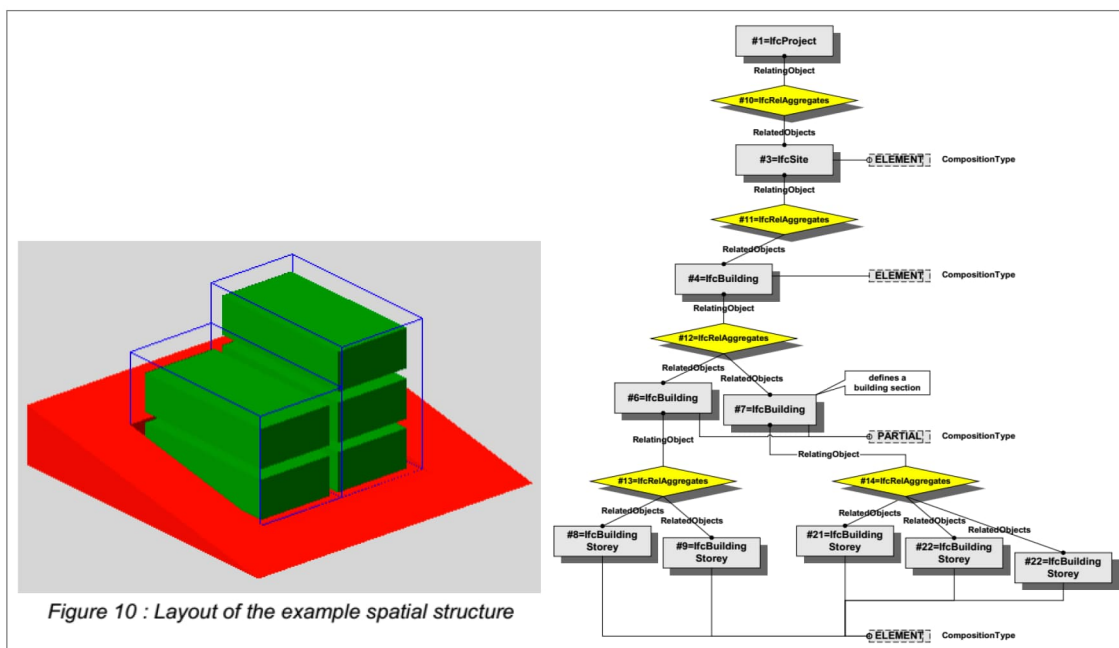 #1=IfcProject
RelatingObject
#10=IfcRelAggregates
RelatedObjects
#3=IfcSite
ELEMENT
CompositionType
RelatingObject
#11=IfcRelAggregates
RelatedObjects
#4=IfcBuilding
ELEMENT
CompositionType
RelatingObject
#12=IfcRelAggregates
RelatedObjects
RelatedObjects
defines a
building section
#6=IfcBuilding
#7=IfcBuilding
PARTIAL
CompositionType
RelatingObject
RelatingObject
#13=IfcRelAggregates
#14=IfcRelAggregates
RelatedObjects
RelatedObjects
RelatedObjects
RelatedObjects
RelatedObjects
#8=IfcBuilding
Storey
#9=IfcBuilding
Storey
#21=IfcBuilding
Storey
#22=IfcBuilding
Storey
#22=IfcBuilding
Storey
ELEMENT
CompositionType
Figure 10 : Layout of the example spatial structure